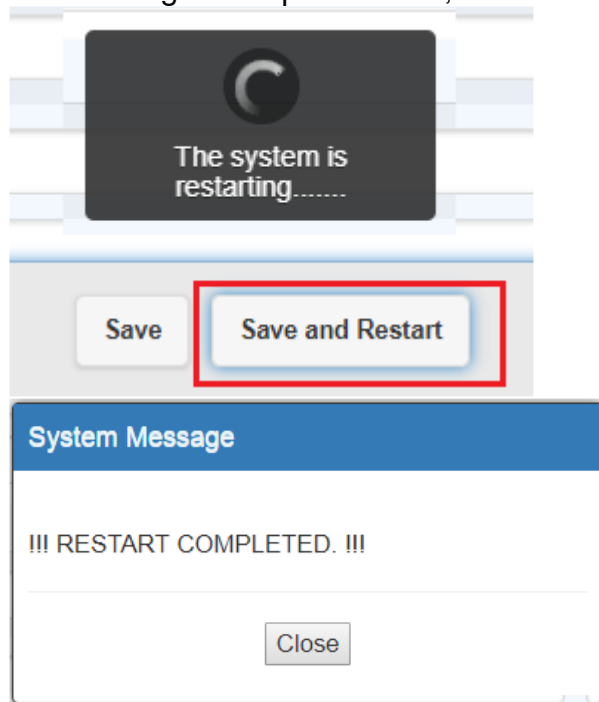 The system is
restarting.......
Save
Save and Restart
System Message
!!! RESTART COMPLETED. !!!
Close